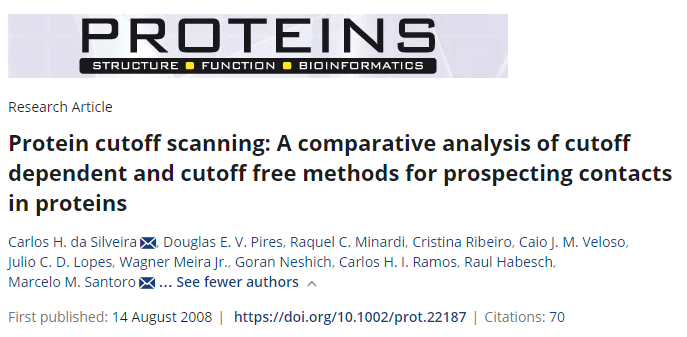 PROTEINS
STRUCTURE ■ FUNCTION ■ BIOINFORMATICS
Research Article
Protein cutoff scanning: A comparative analysis of cutoff
dependent and cutoff free methods for prospecting contacts
in proteins
Carlos H. da Silveira, Douglas E. V. Pires, Raquel C. Minardi, Cristina Ribeiro, Caio J. M. Veloso,
Julio C. D. Lopes, Wagner Meira Jr., Goran Neshich, Carlos H. I. Ramos, Raul Habesch,
Marcelo M. Santoro ... See fewer authors
First published: 14 August 2008 | https://doi.org/10.1002/prot.22187 | Citations: 70